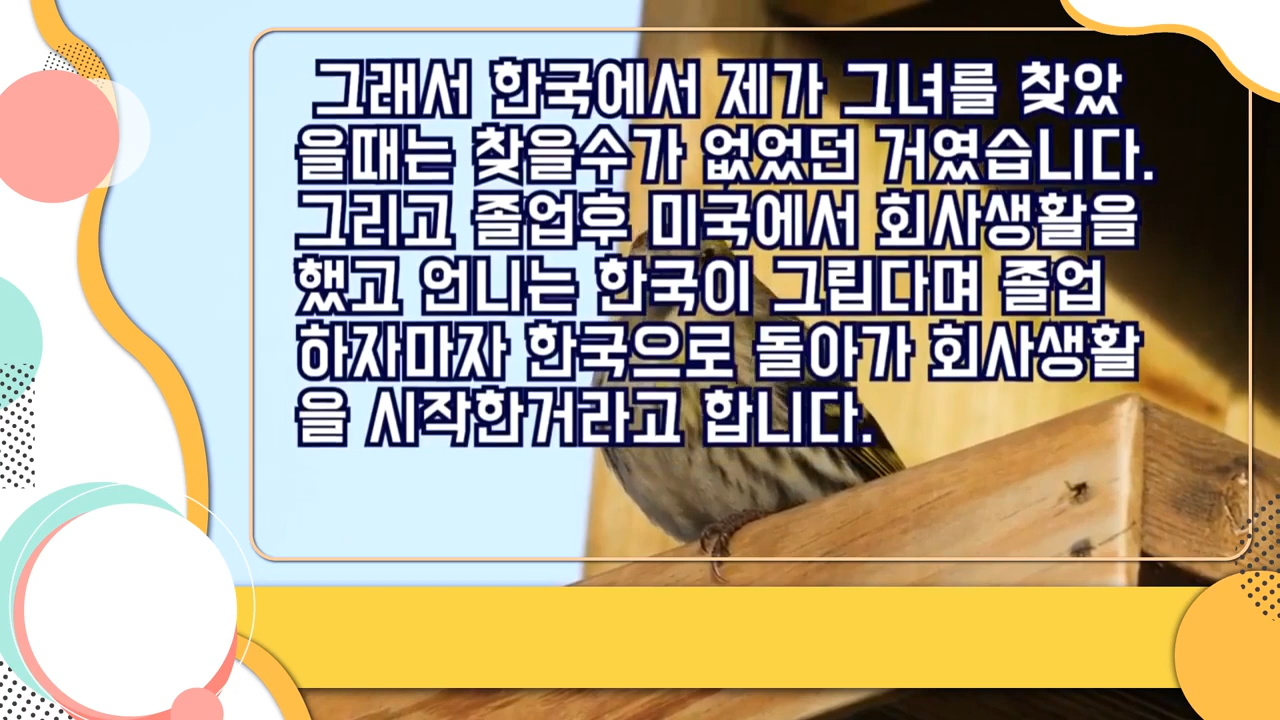 그래서 한국에서 제가 그녀를 찾았
을때는 찾을수가 없었던 거였습니다.
그리고 졸업후 미국에서 회사생활을
했고 언니는 한국이 그립다며 졸업
하자마자 한국으로 돌아가 회사생활
을 시작한거라고 합니다.